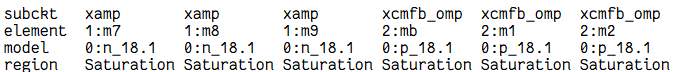 subckt xamp xamp xamp xcmfb_omp xcmfb_omp xcmfb_omp
element 1:m7 1:m8 1:m9 2:mb 2:m1 2:m2
model 0:n_18.1 0:n_18.1 0:n_18.1 0:p_18.1 0:p_18.1 0:p_18.1
region Saturation Saturation Saturation Saturation Saturation Saturation